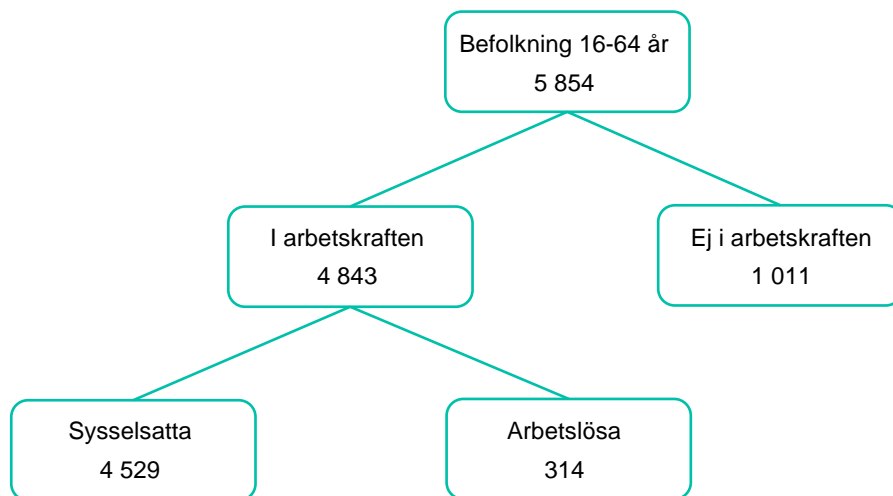 Befolkning 16-64 år
5 854
I arbetskraften
4 843
Ej i arbetskraften
1 011
Sysselsatta
4 529
Arbetslösa
314